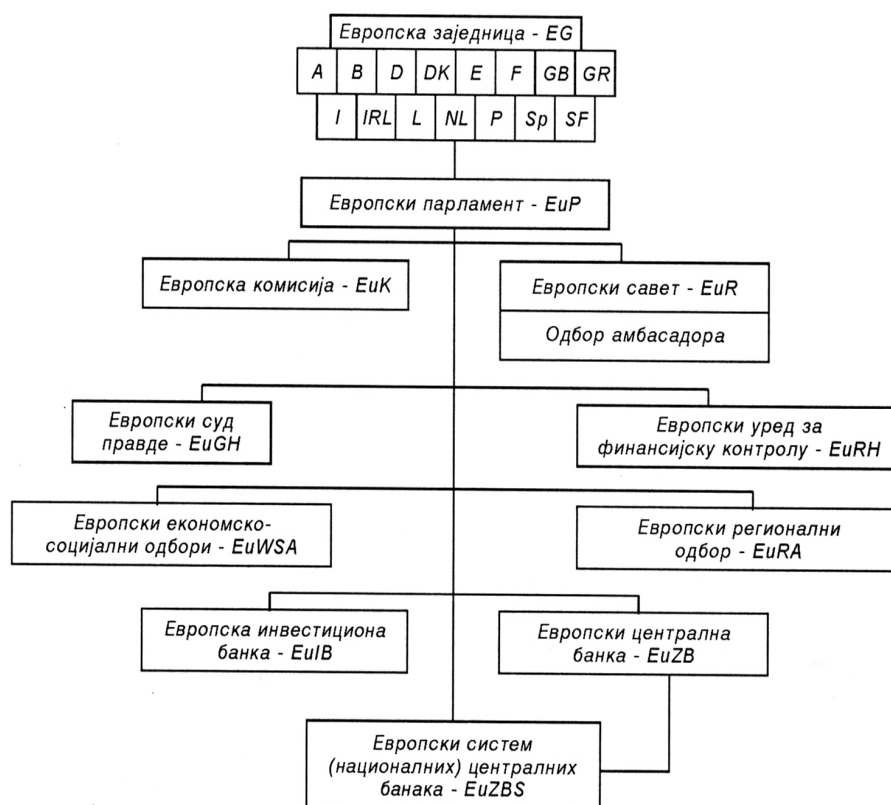 Европска заједница - EG
A B D DK E F GB GR
I IRL L NL P Sp SF
Европски парламент - EuP
Европска комисија - EuK
Европски савет - EuR
Одбор амбасадора
Европски суд
правде - EuGH
Европски уред за
финансијску контролу - EuRH
Европски економско-
социјални одбори - EuWSA
Европски регионални
одбор - EuRA
Европска инвестициона
банка - EuIB
Европски централна
банка - EuZB
Европски систем
(националних) централних
банака - EuZBS